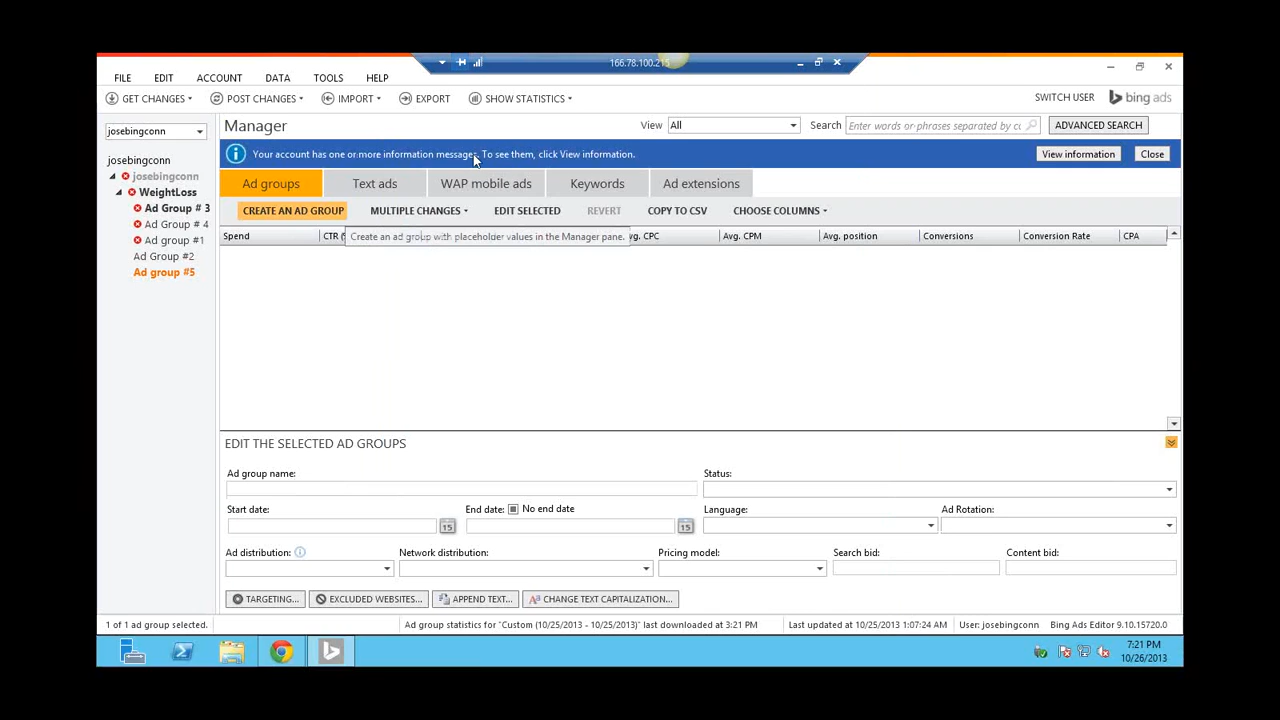 166.78.100.215
FILE EDIT ACCOUNT DATA TOOLS HELP
GET CHANGES POST CHANGES IMPORT EXPORT SHOW STATISTICS SWITCH USER bing ads
josebingconn Manager View All Search Enter words or phrases separated by ADVANCED SEARCH
Your account has one or more information messages. To see them, click View information. View information Close
josebingconn
josebingconn
WeightLoss
Ad Group # 3
Ad Group # 4
Ad group #1
Ad Group #2
Ad group #5
Ad groups Text ads WAP mobile ads Keywords Ad extensions
CREATE AN AD GROUP MULTIPLE CHANGES EDIT SELECTED REVERT COPY TO CSV CHOOSE COLUMNS
Spend CTR Avg. CPC Avg. CPM Avg. position Conversions Conversion Rate CPA
Create an ad group with placeholder values in the Manager pane.
EDIT THE SELECTED AD GROUPS
Ad group name: Status:
Start date: End date: No end date Language: Ad Rotation:
15 15
Ad distribution: Network distribution: Pricing model: Search bid: Content bid:
TARGETING... EXCLUDED WEBSITES... APPEND TEXT... CHANGE TEXT CAPITALIZATION...
1 of 1 ad group selected. Ad group statistics for "Custom (10/25/2013 - 10/25/2013)" last downloaded at 3:21 PM Last updated at 10/25/2013 1:07:24 AM User: josebingconn Bing Ads Editor 9.10.15720.0
7:21 PM
10/26/2013